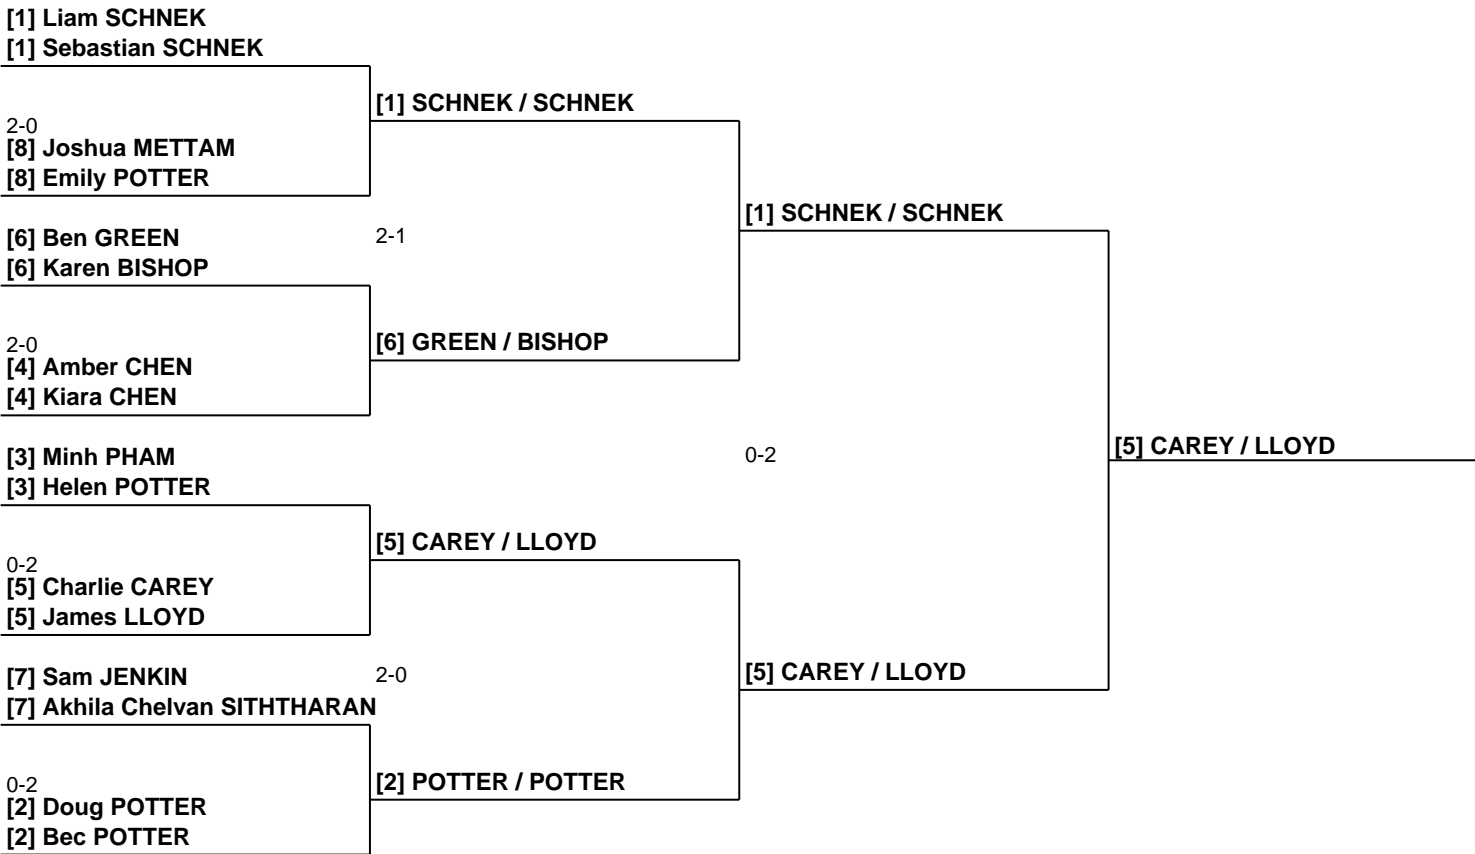 [1] Liam SCHNEK
[1] Sebastian SCHNEK
[1] SCHNEK / SCHNEK
2-0
[8] Joshua METTAM
[8] Emily POTTER
[1] SCHNEK / SCHNEK
[6] Ben GREEN
2-1
[6] Karen BISHOP
[6] GREEN / BISHOP
2-0
[4] Amber CHEN
[4] Kiara CHEN
[5] CAREY / LLOYD
[3] Minh PHAM
0-2
[3] Helen POTTER
[5] CAREY / LLOYD
0-2
[5] Charlie CAREY
[5] James LLOYD
[5] CAREY / LLOYD
[7] Sam JENKIN
2-0
[7] Akhila Chelvan SITHTHARAN
[2] POTTER / POTTER
0-2
[2] Doug POTTER
[2] Bec POTTER